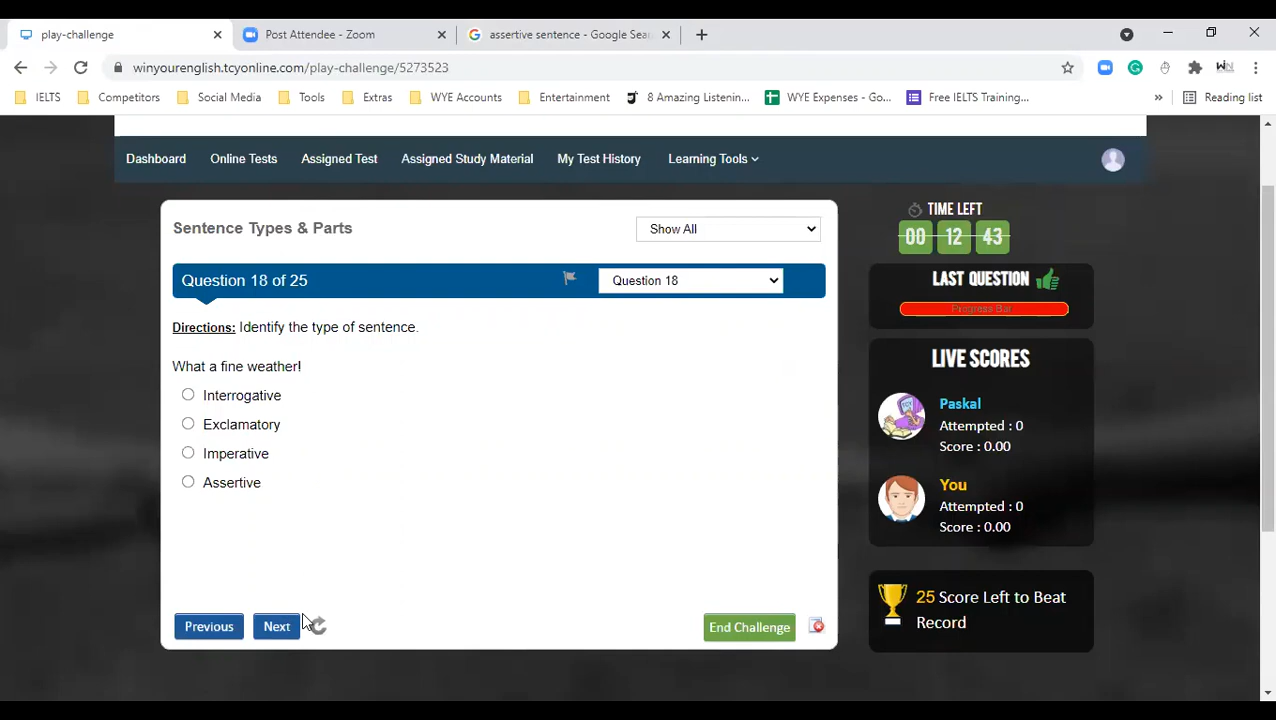 play-challenge
Post Attendee - Zoom
assertive sentence - Google Sear
winyourenglish.tcyonline.com/play-challenge/5273523
IELTS
Competitors
Social Media
Tools
Extras
WYE Accounts
Entertainment
8 Amazing Listenin...
WYE Expenses - Go...
Free IELTS Training...
»
Reading list
Dashboard
Online Tests
Assigned Test
Assigned Study Material
My Test History
Learning Tools
Sentence Types & Parts
Show All
Question 18 of 25
Question 18
Directions: Identify the type of sentence.
What a fine weather!
Interrogative
Exclamatory
Imperative
Assertive
Previous
Next
End Challenge
TIME LEFT
00 12 43
LAST QUESTION
Progress Bar
LIVE SCORES
Paskal
Attempted : 0
Score : 0.00
You
Attempted : 0
Score : 0.00
25 Score Left to Beat
Record